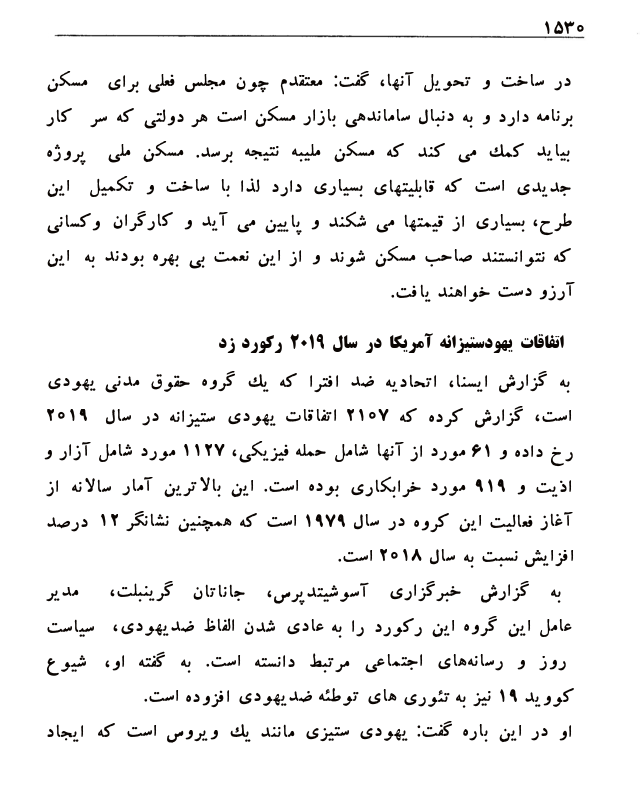 ۱۵۳۰
در ساخت و تحویل آنها، گفت: معتقدم چون مجلس فعلی برای مسکن
برنامه دارد و به دنبال ساماندهی بازار مسکن است هر دولتی که سر کار
بیاید کمك می کند که مسکن ملیبه نتیجه برسد. مسکن ملی پروژه
جدیدی است که قابلیتهای بسیاری دارد لذا با ساخت و تکمیل این
طرح، بسیاری از قیمتها می شکند و پایین می آید و کارگران وکسانی
که نتوانستند صاحب مسکن شوند و از این نعمت بی بهره بودند به این
آرزو دست خواهند یافت.
اتفاقات یهودستیزانه آمریکا در سال ۲۰۱۹ رکورد زد
به گزارش ایسنا، اتحادیه ضد افترا که یك گروه حقوق مدنی یهودی
است، گزارش کرده که ۲۱۰۷ اتفاقات یهودی ستیزانه در سال ۲۰۱۹
رخ داده و ۶۱ مورد از آنها شامل حمله فیزیکی، ۱۱۲۷ مورد شامل آزار و
اذیت و ۹۱۹ مورد خرابکاری بوده است. این بالاترین آمار سالانه از
آغاز فعالیت این کروه در سال ۱۹۷۹ است که همچنین نشانگر ۱۲ درصد
افزایش نسبت به سال ۲۰۱۸ است.
به گزارش خبرگزاری آسوشیتدپرس، جاناتان گرینبلت، مدیر
عامل این گروه این رکورد را به عادی شدن الفاظ ضدیهودی، سیاست
روز و رسانه‌های اجتماعی مرتبط دانسته است. به گفته او، شیوع
کووید ۱۹ نیز به تئوری های توطئه ضدیهودی افزوده است.
او در این باره گفت: یهودی ستیزی مانند یك ویروس است که ایجاد